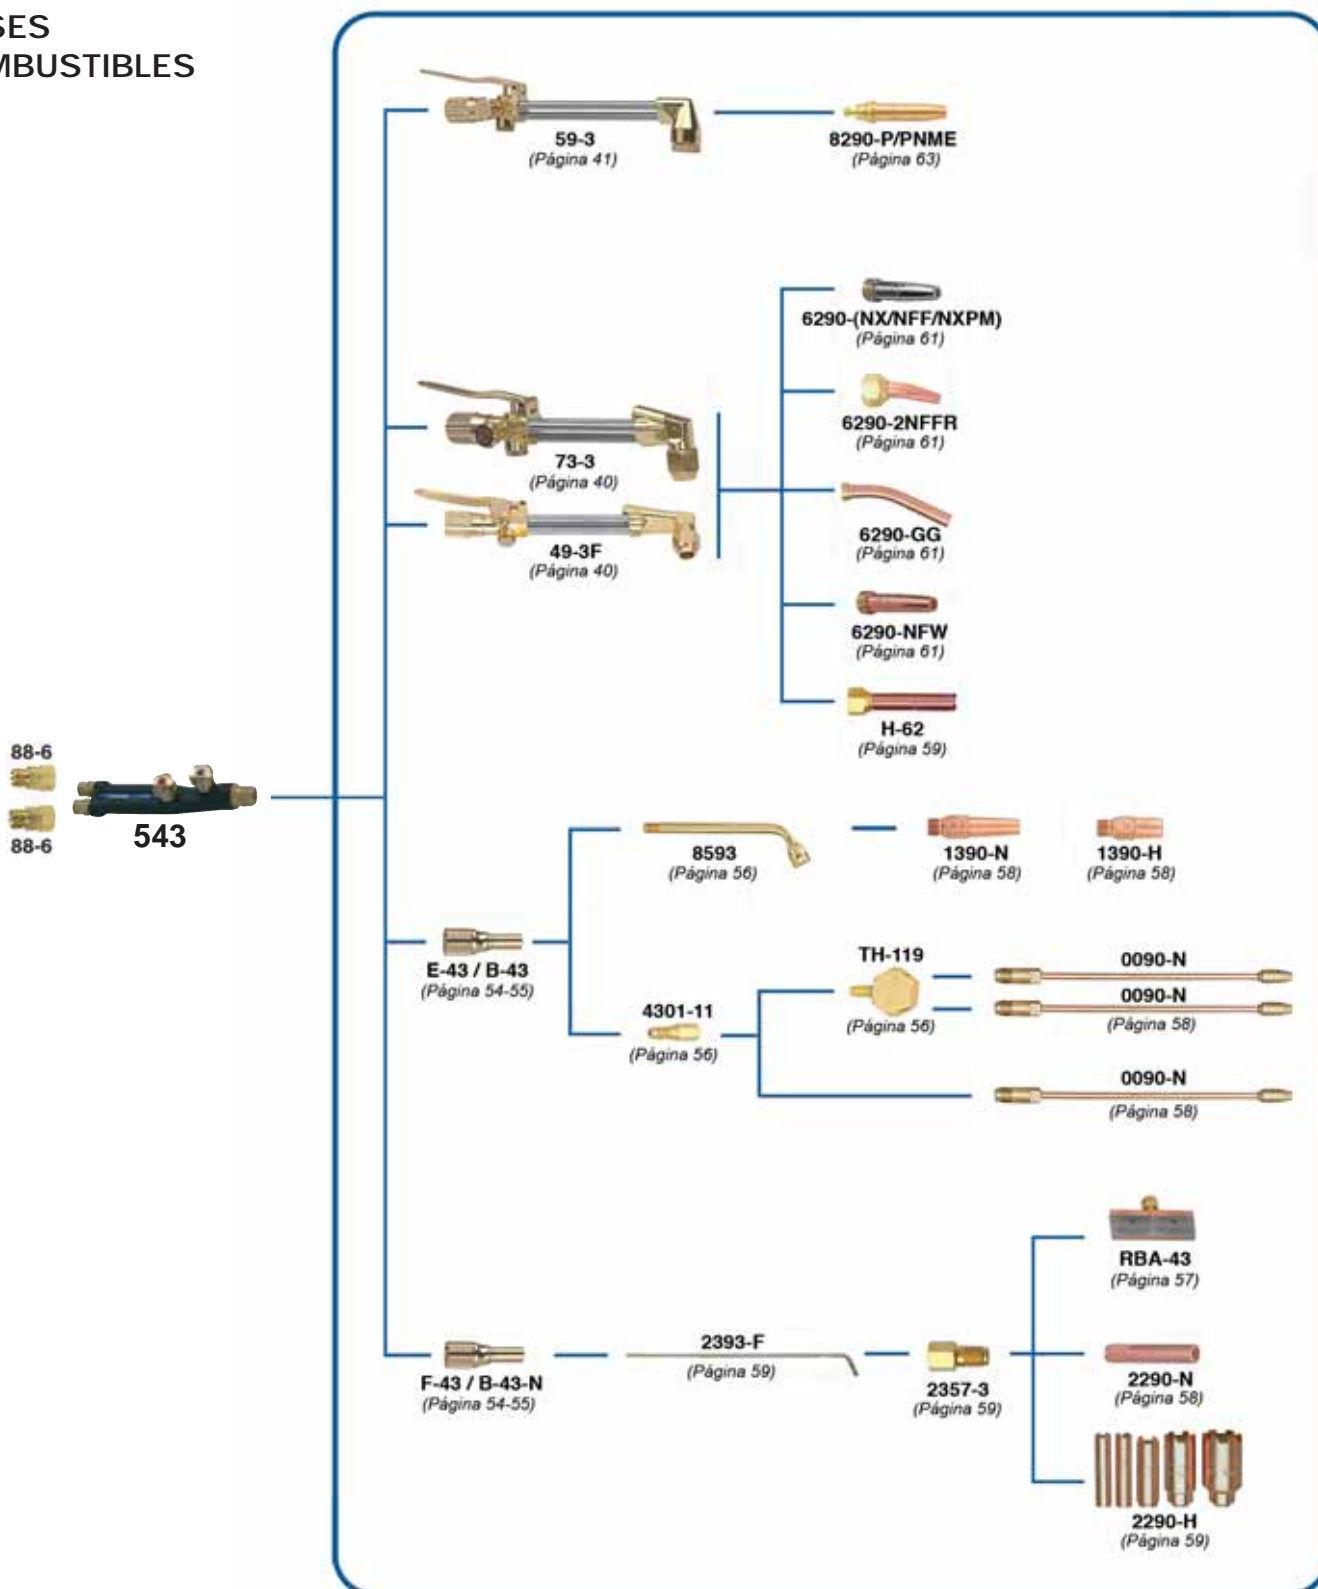 SES
MBUSTIBLES
59-3
(Página 41)
8290-P/PNME
(Página 63)
6290-(NX/NFF/NXPM)
(Página 61)
6290-2NFFR
(Página 61)
73-3
(Página 40)
6290-GG
(Página 61)
49-3F
(Página 40)
6290-NFW
(Página 61)
H-62
(Página 59)
88-6
543
88-6
8593
(Página 56)
1390-N
(Página 58)
1390-H
(Página 58)
E-43 / B-43
(Página 54-55)
TH-119
(Página 56)
0090-N
0090-N
(Página 58)
4301-11
(Página 56)
0090-N
(Página 58)
RBA-43
(Página 57)
F-43 / B-43-N
(Página 54-55)
2393-F
(Página 59)
2357-3
(Página 59)
2290-N
(Página 58)
2290-H
(Página 59)